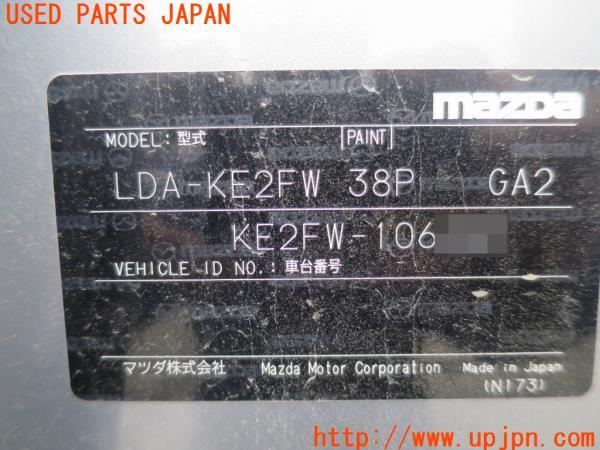 USED PARTS JAPAN
mazda
MODEL: 型式 PAINT
LDA-KE2FW 38P GA2
KE2FW-106
VEHICLE ID NO.: 車台番号
マツダ株式会社 Mazda Motor Corporation Made in Japan
(N173)
http://www.upjpn.com/